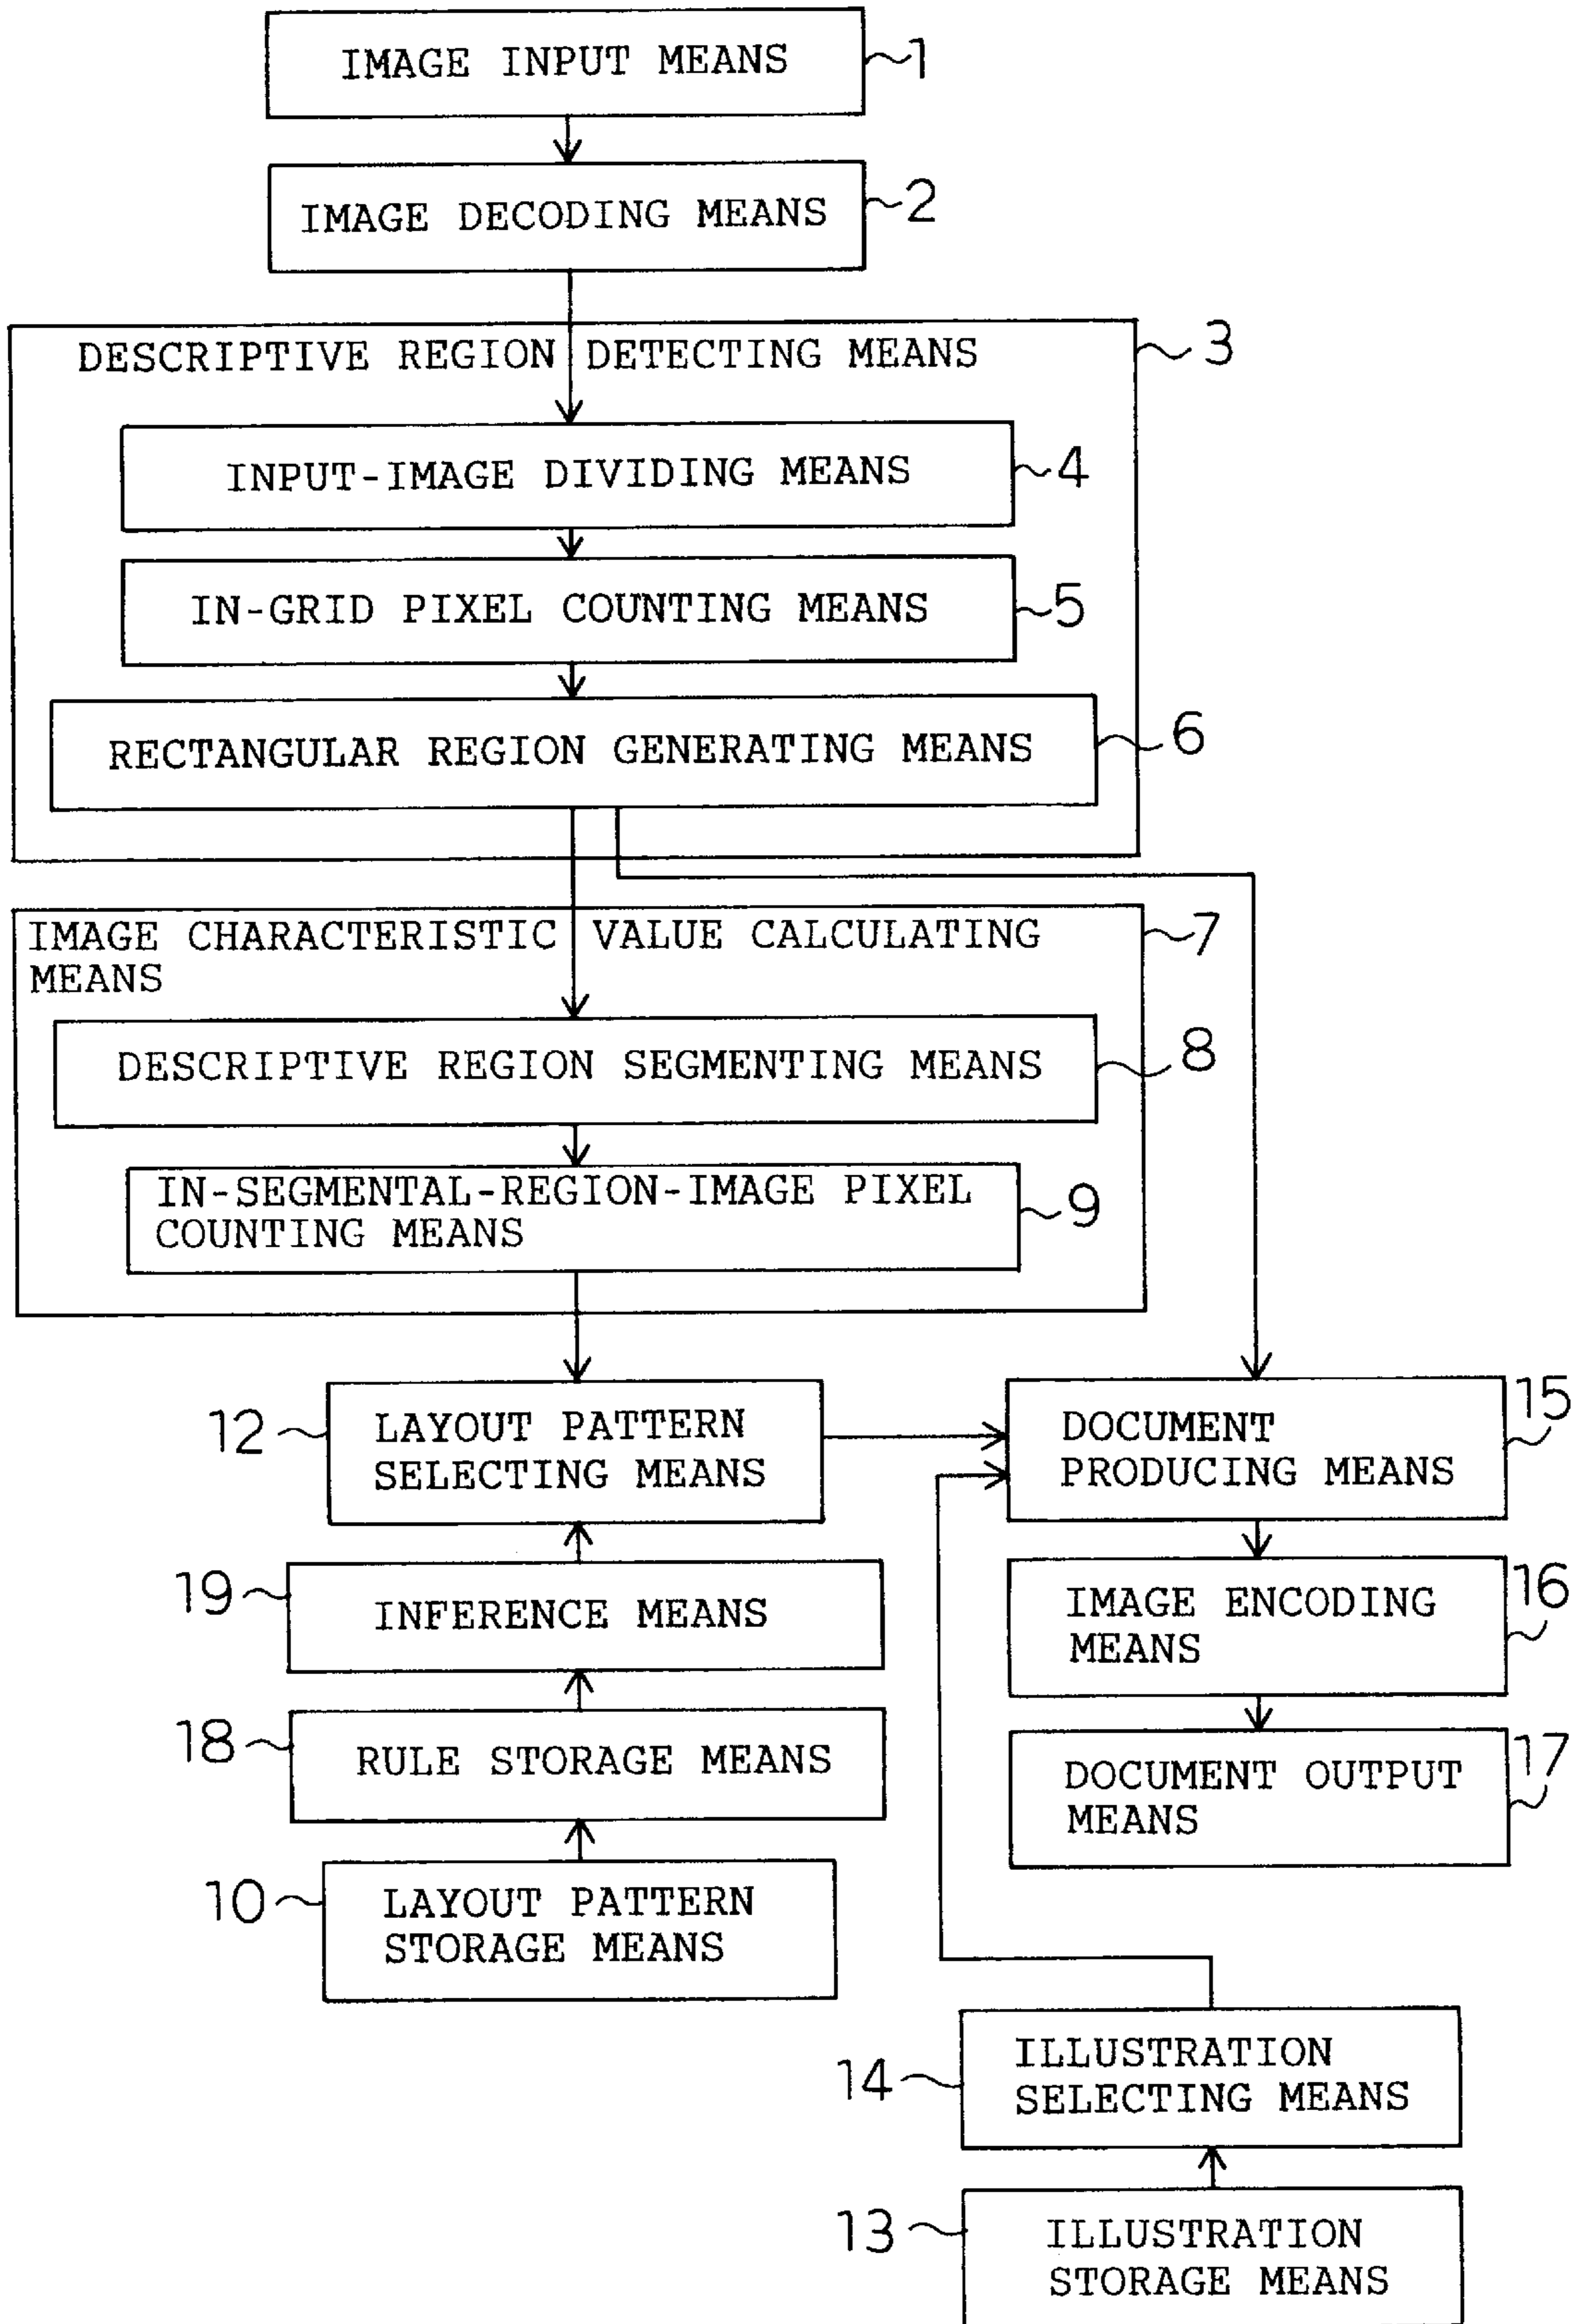 IMAGE INPUT MEANS
1
IMAGE DECODING MEANS
2
DESCRIPTIVE REGION DETECTING MEANS
3
INPUT-IMAGE DIVIDING MEANS
4
IN-GRID PIXEL COUNTING MEANS
5
RECTANGULAR REGION GENERATING MEANS
6
IMAGE CHARACTERISTIC VALUE CALCULATING
MEANS
7
DESCRIPTIVE REGION SEGMENTING MEANS
8
IN-SEGMENTAL-REGION-IMAGE PIXEL
COUNTING MEANS
9
12
LAYOUT PATTERN
SELECTING MEANS
15
DOCUMENT
PRODUCING MEANS
19
INFERENCE MEANS
16
IMAGE ENCODING
MEANS
18
RULE STORAGE MEANS
17
DOCUMENT OUTPUT
MEANS
10
LAYOUT PATTERN
STORAGE MEANS
14
ILLUSTRATION
SELECTING MEANS
13
ILLUSTRATION
STORAGE MEANS